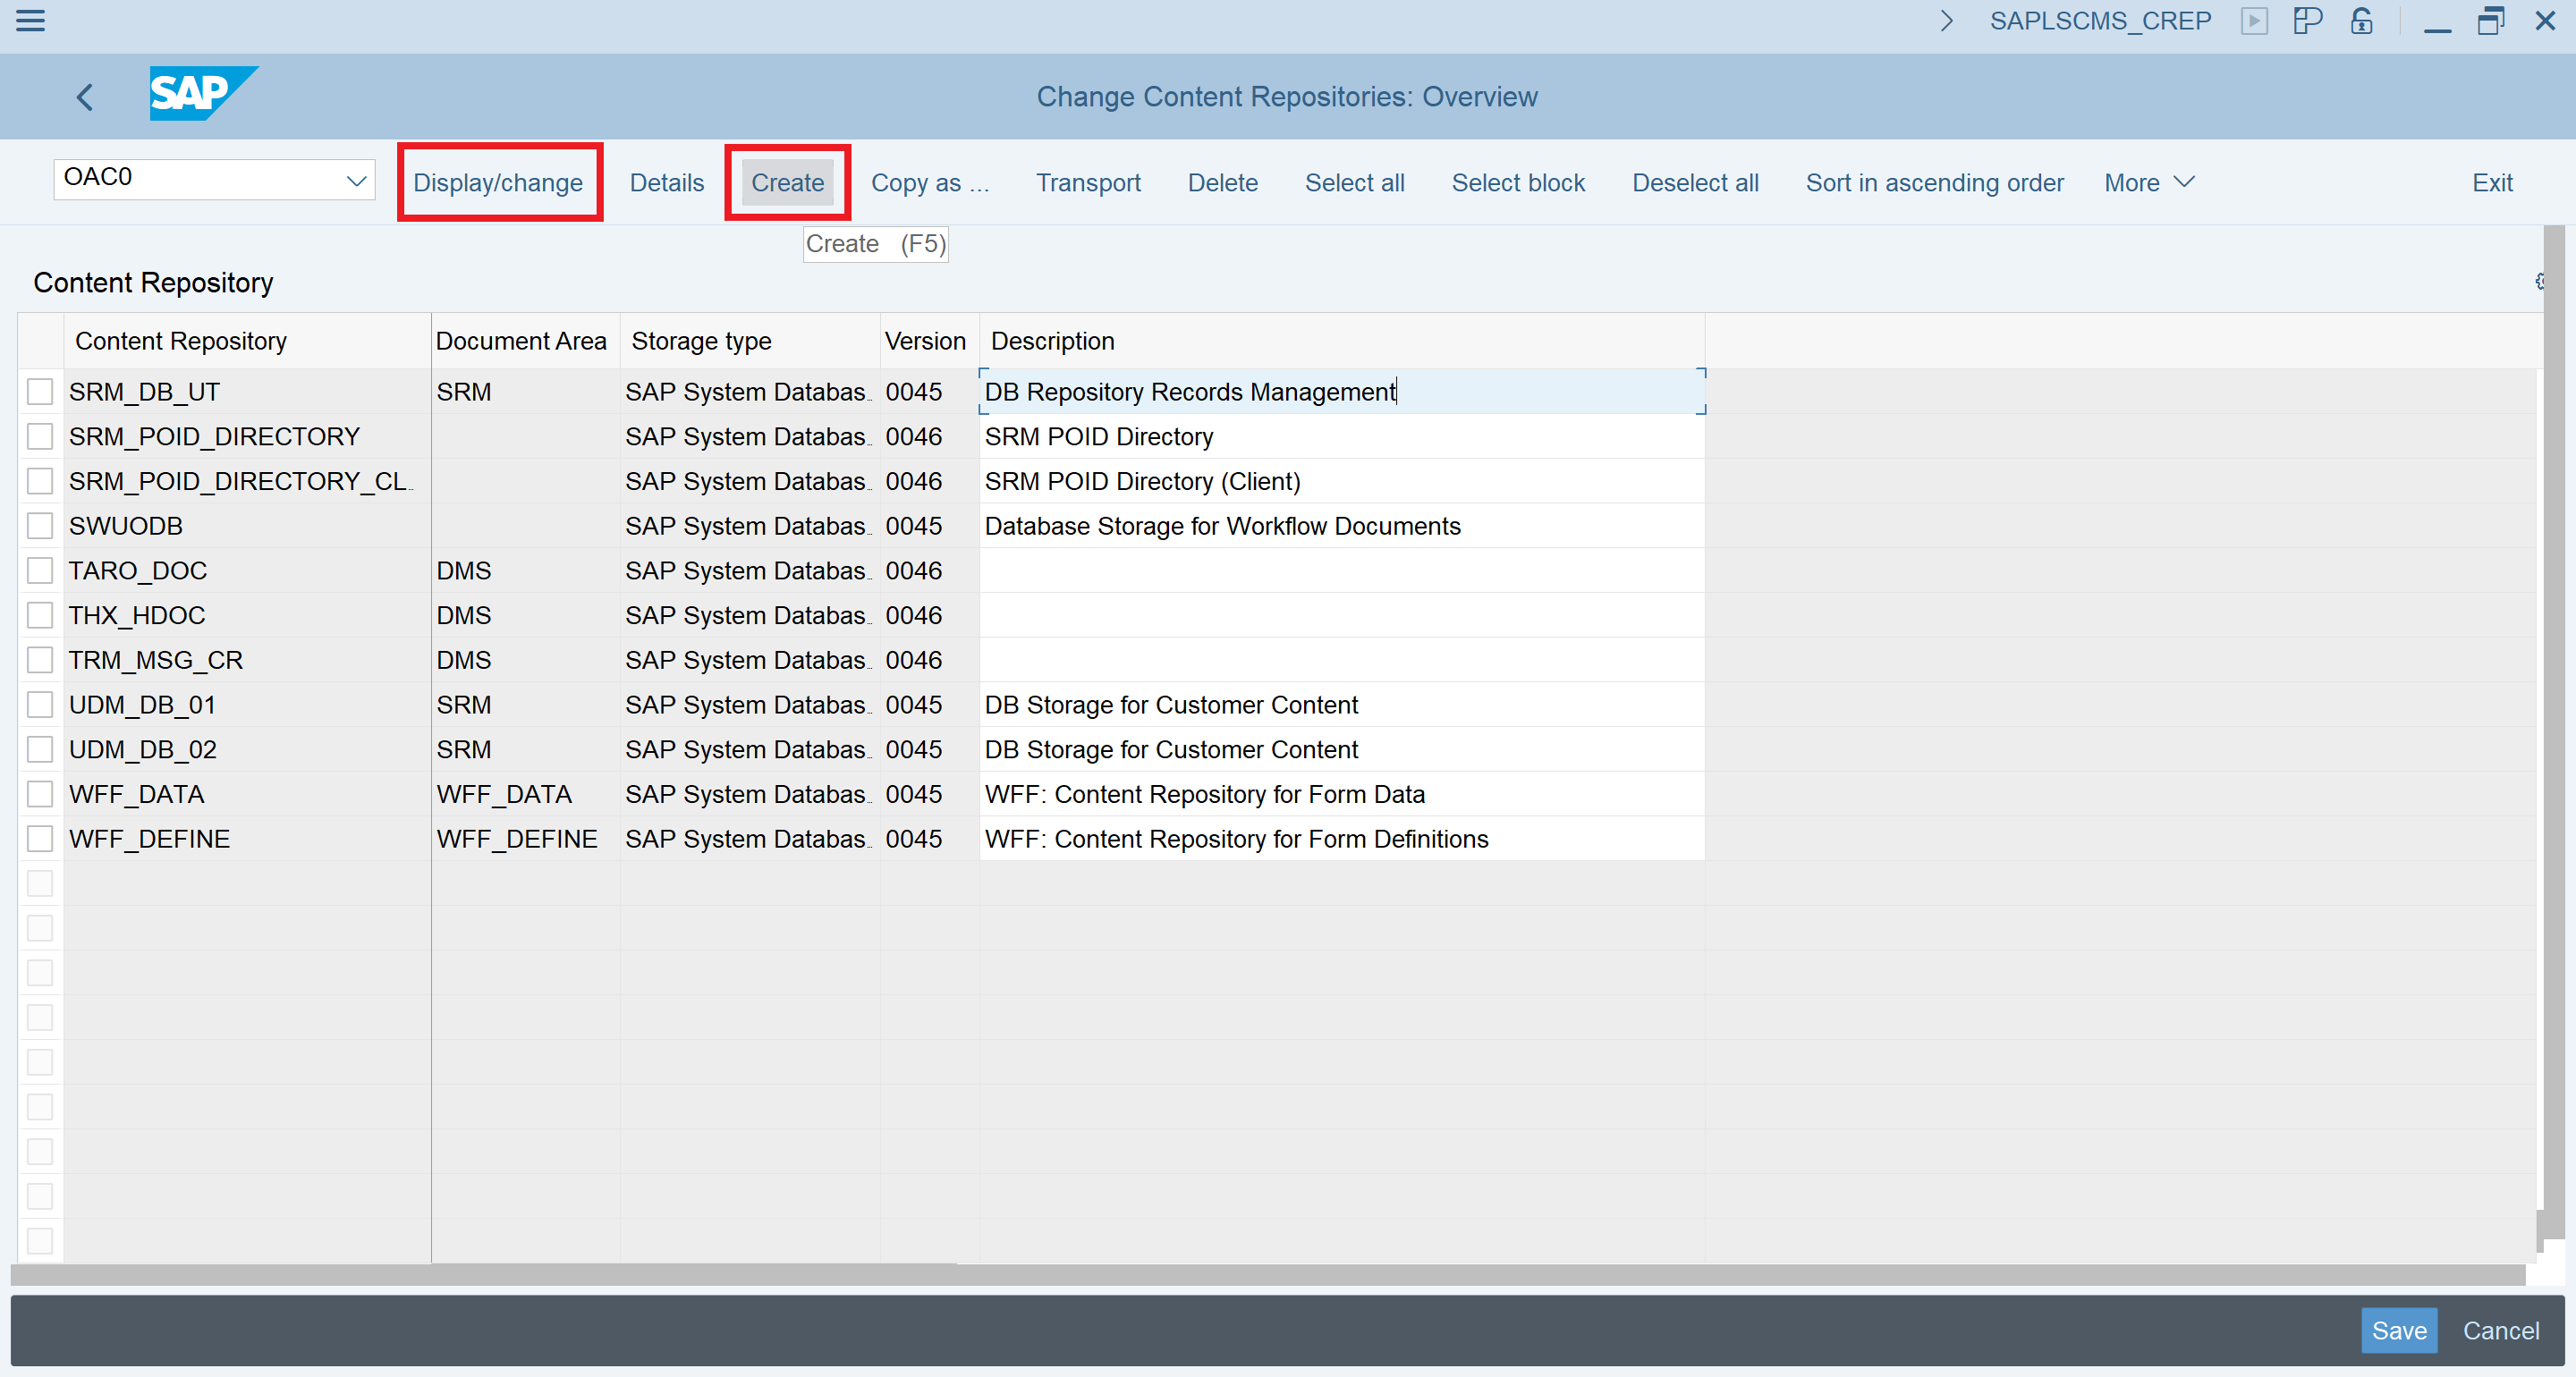 SAPLSCMS_CREP
SAP
Change Content Repositories: Overview
OAC0 Display/change Details Create Copy as ... Transport Delete Select all Select block Deselect all Sort in ascending order More Exit
Create (F5)
Content Repository
Content Repository Document Area Storage type Version Description
SRM_DB_UT SRM SAP System Databas.. 0045 DB Repository Records Management
SRM_POID_DIRECTORY SAP System Databas.. 0046 SRM POID Directory
SRM_POID_DIRECTORY_CL.. SAP System Databas.. 0046 SRM POID Directory (Client)
SWUODB SAP System Databas.. 0045 Database Storage for Workflow Documents
TARO_DOC DMS SAP System Databas.. 0046
THX_HDOC DMS SAP System Databas.. 0046
TRM_MSG_CR DMS SAP System Databas.. 0046
UDM_DB_01 SRM SAP System Databas.. 0045 DB Storage for Customer Content
UDM_DB_02 SRM SAP System Databas.. 0045 DB Storage for Customer Content
WFF_DATA WFF_DATA SAP System Databas.. 0045 WFF: Content Repository for Form Data
WFF_DEFINE WFF_DEFINE SAP System Databas.. 0045 WFF: Content Repository for Form Definitions
Save Cancel